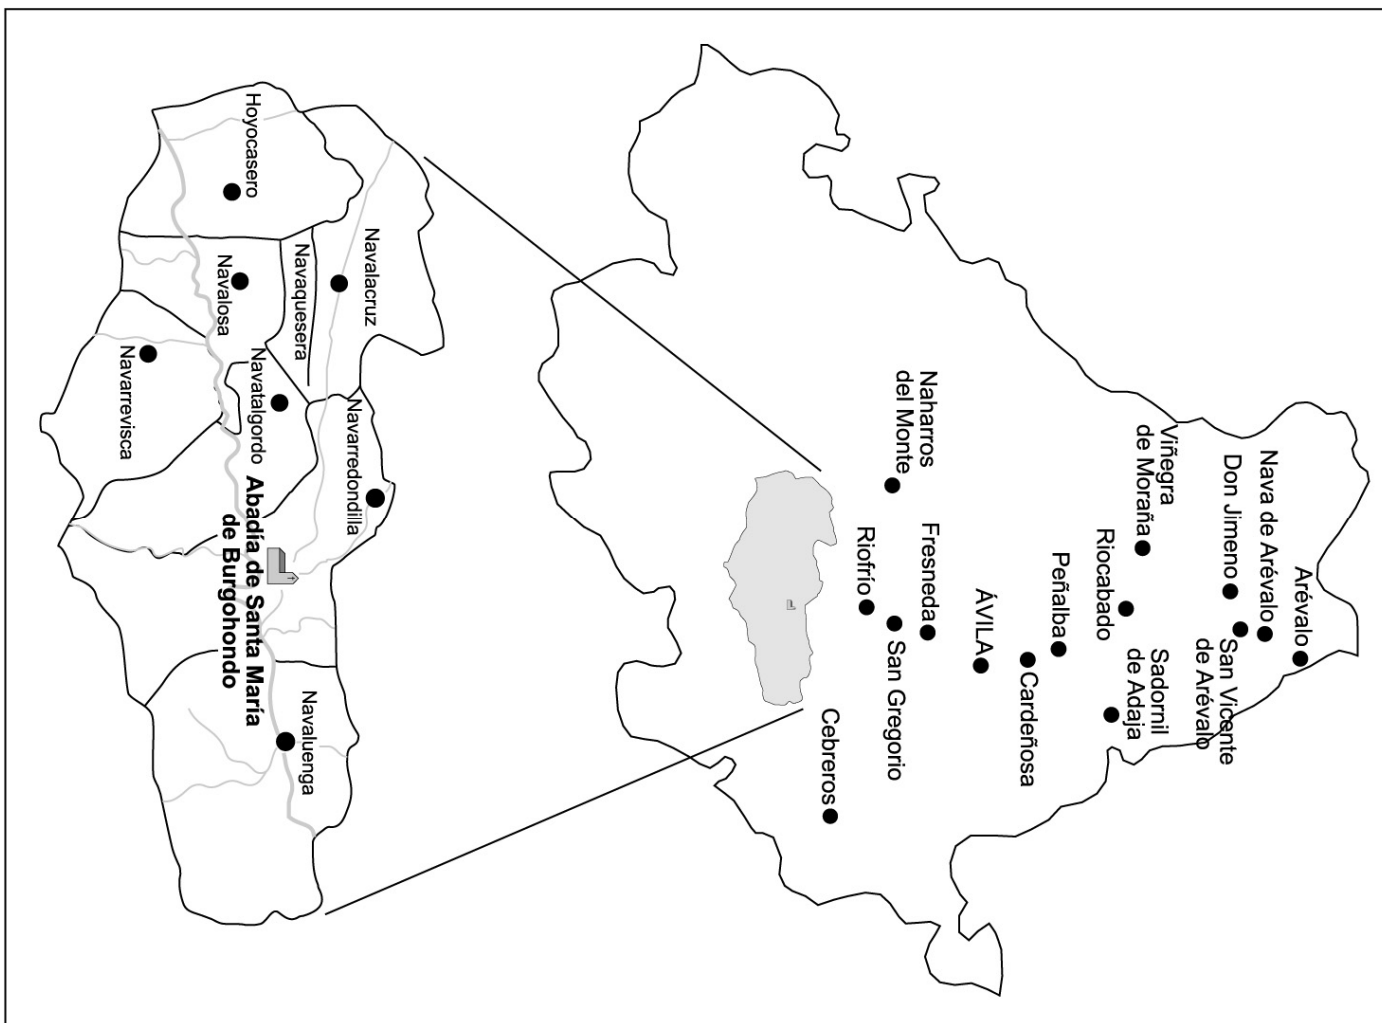 Arévalo
Nava de Arévalo
Don Jimeno
San Vicente
de Arévalo
Viñegra
de Moraña
Sadornil
de Adaja
Riocabado
Peñalba
Cardeñosa
ÁVILA
Fresneda
Naharros
del Monte
San Gregorio
Riofrío
Cebreros
Navalacruz
Navarredondilla
Navaquesera
Navaluenga
Hoyocasero
Navatalgordo
Abadía de Santa María
de Burgohondo
Navalosa
Navarrevisca